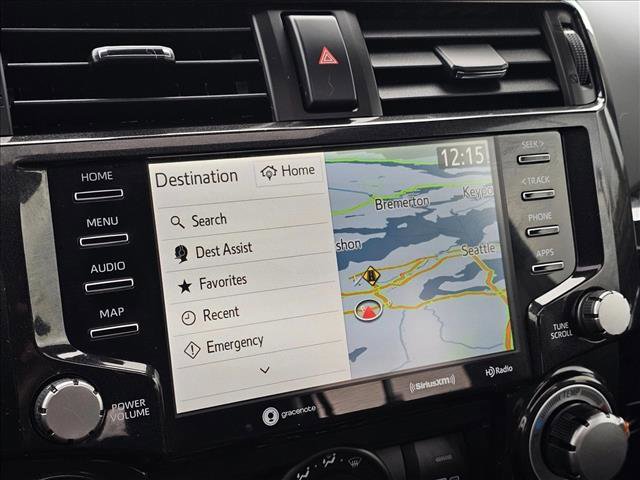 HOME
MENU
AUDIO
MAP
POWER
VOLUME
Destination
Home
Search
Dest Assist
Favorites
Recent
Emergency
12:15
Bremerton
Keypo
shon
Seattle
SEEK >
< TRACK
PHONE
APPS
TUNE
SCROLL
gracenote
((SiriusXM))
HD Radio
TEMP